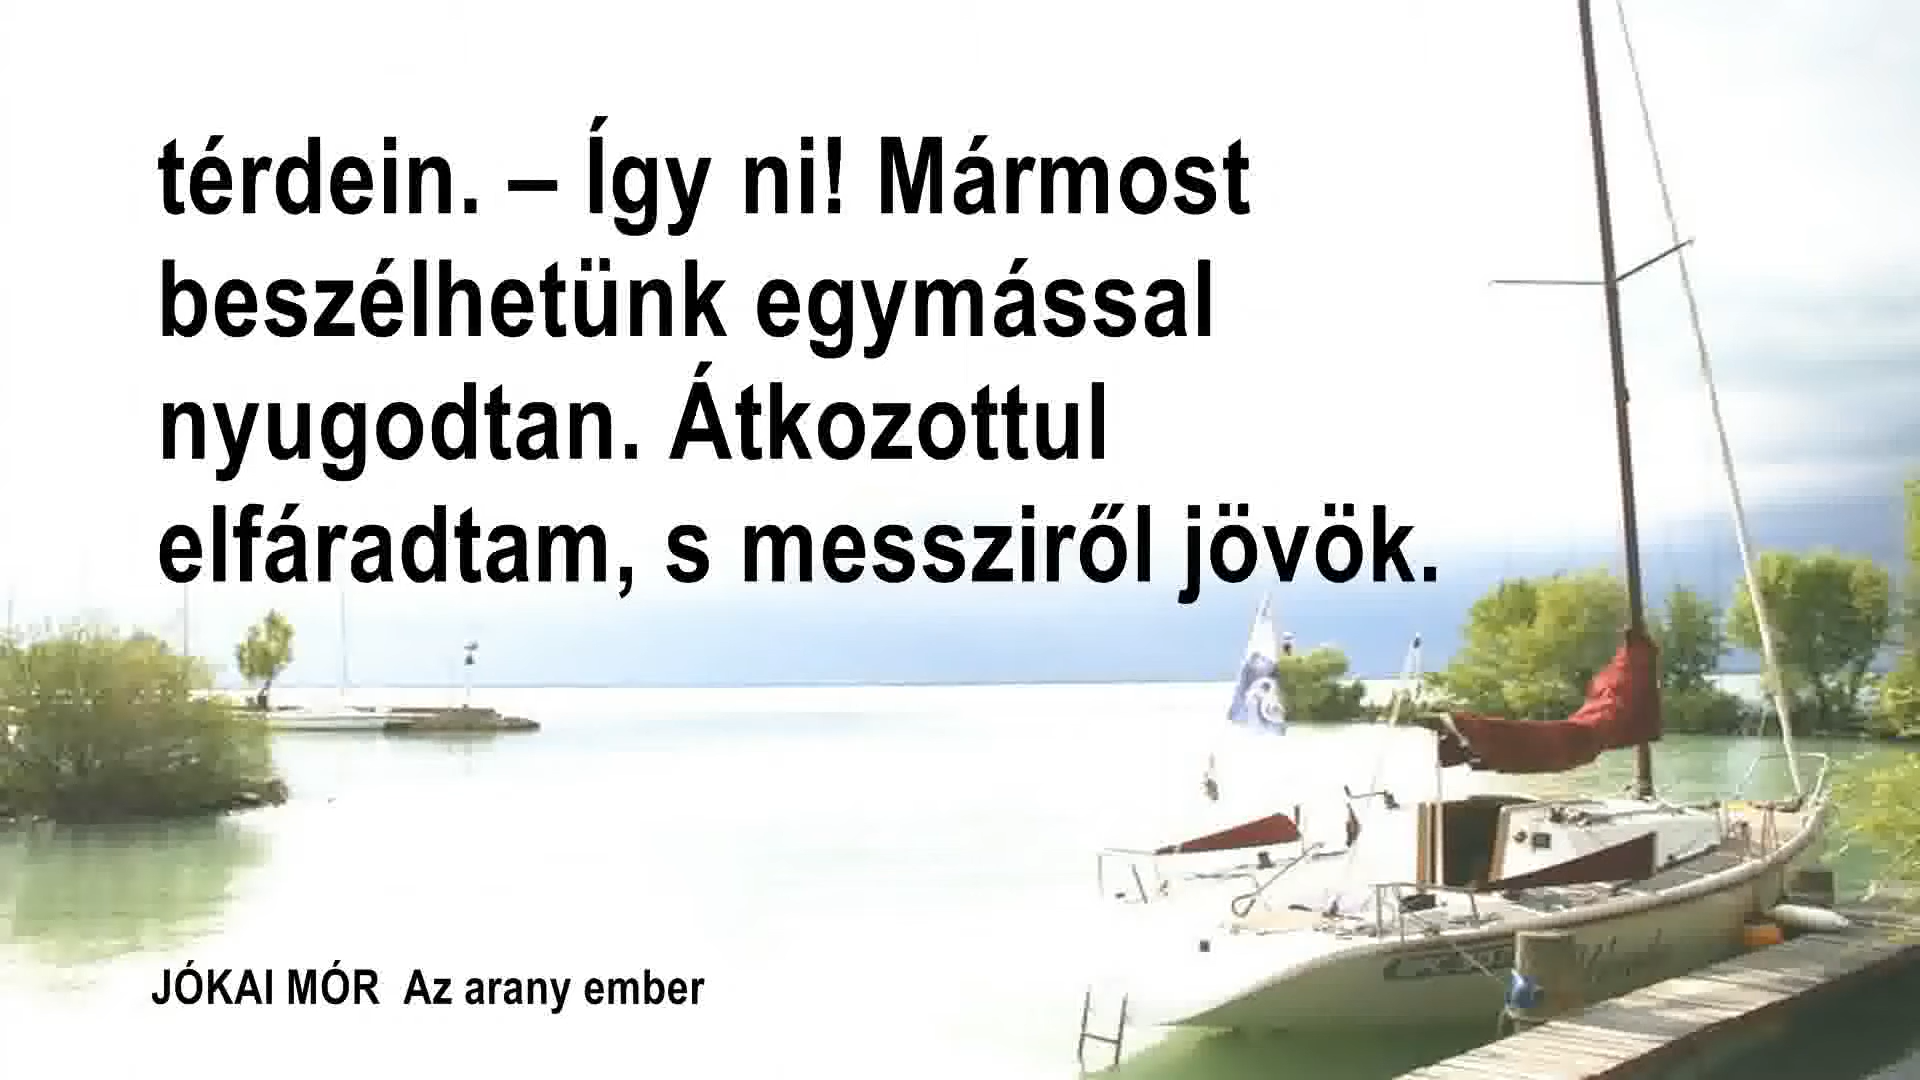 térdein. – Így ni! Mármost
beszélhetünk egymással
nyugodtan. Átkozottul
elfáradtam, s messziről jövök.
JÓKAI MÓR  Az arany ember